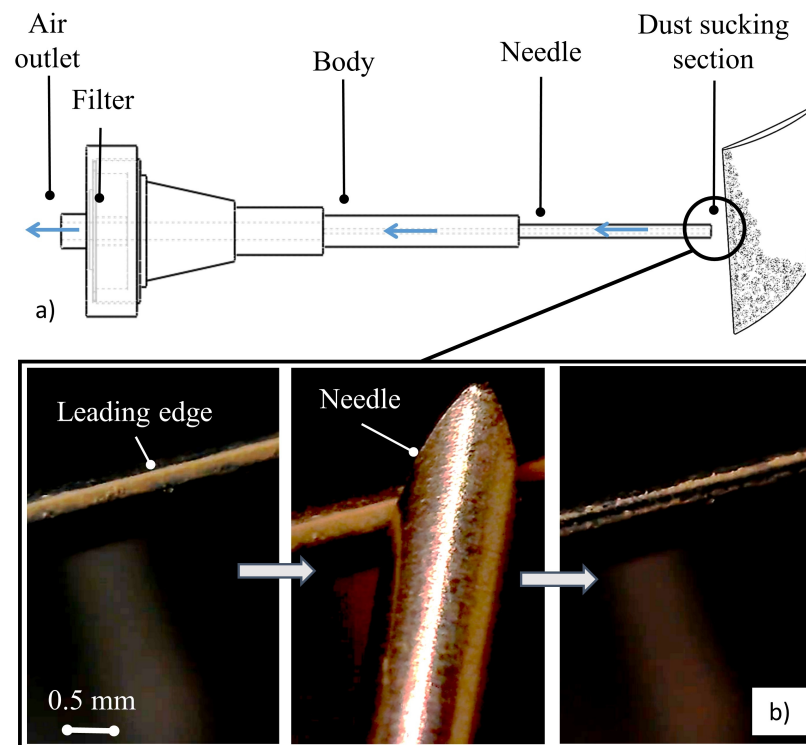 Air
outlet
Filter
Body
Needle
Dust sucking
section
a)
Leading edge
Needle
0.5 mm
b)